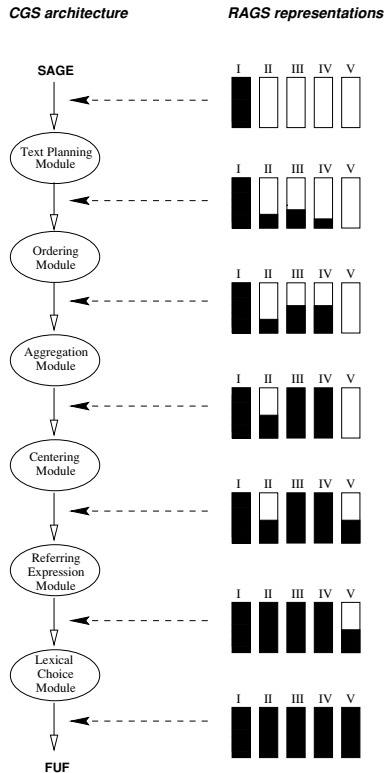 CGS architecture RAGS representations
SAGE
I II III IV V
Text Planning
Module
I II III IV V
Ordering
Module
I II III IV V
Aggregation
Module
I II III IV V
Centering
Module
I II III IV V
Referring
Expression
Module
I II III IV V
Lexical
Choice
Module
I II III IV V
FUF